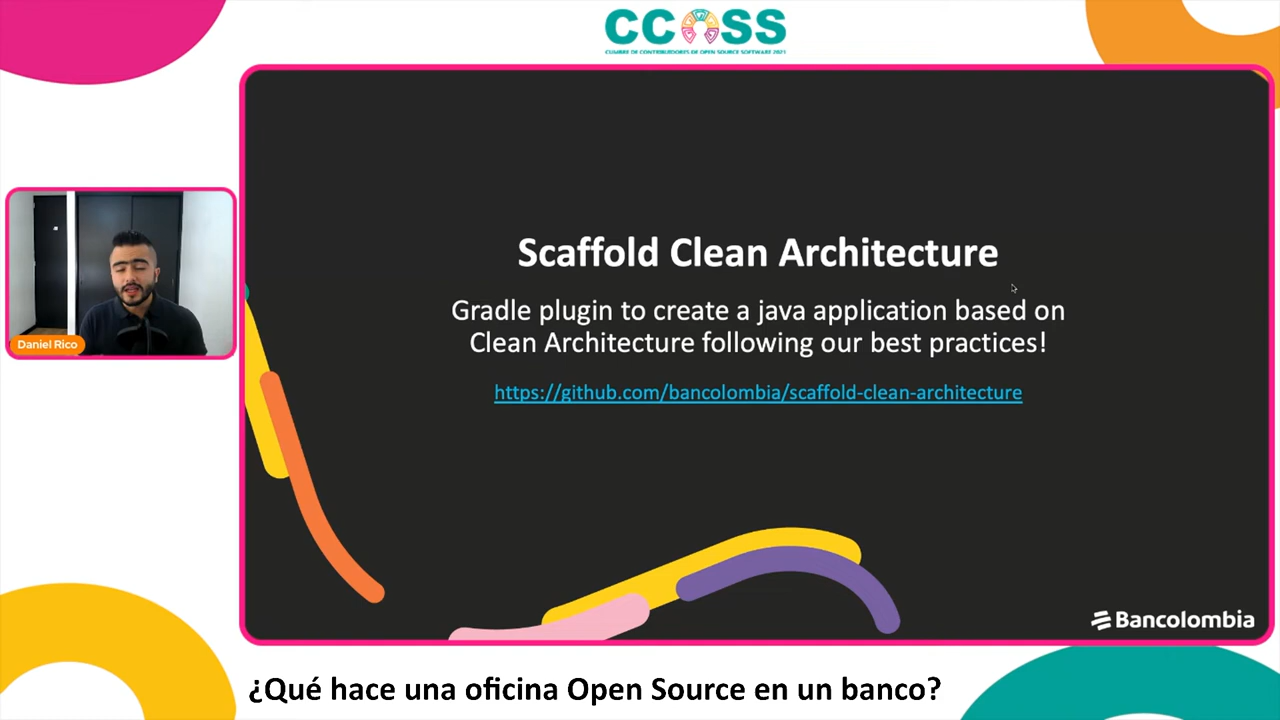 CCOSS
CUMBRE DE CONTRIBUIDORES DE OPEN SOURCE SOFTWARE 2021
Scaffold Clean Architecture
Gradle plugin to create a java application based on
Clean Architecture following our best practices!
https://github.com/bancolombia/scaffold-clean-architecture
Daniel Rico
Bancolombia
¿Qué hace una oficina Open Source en un banco?